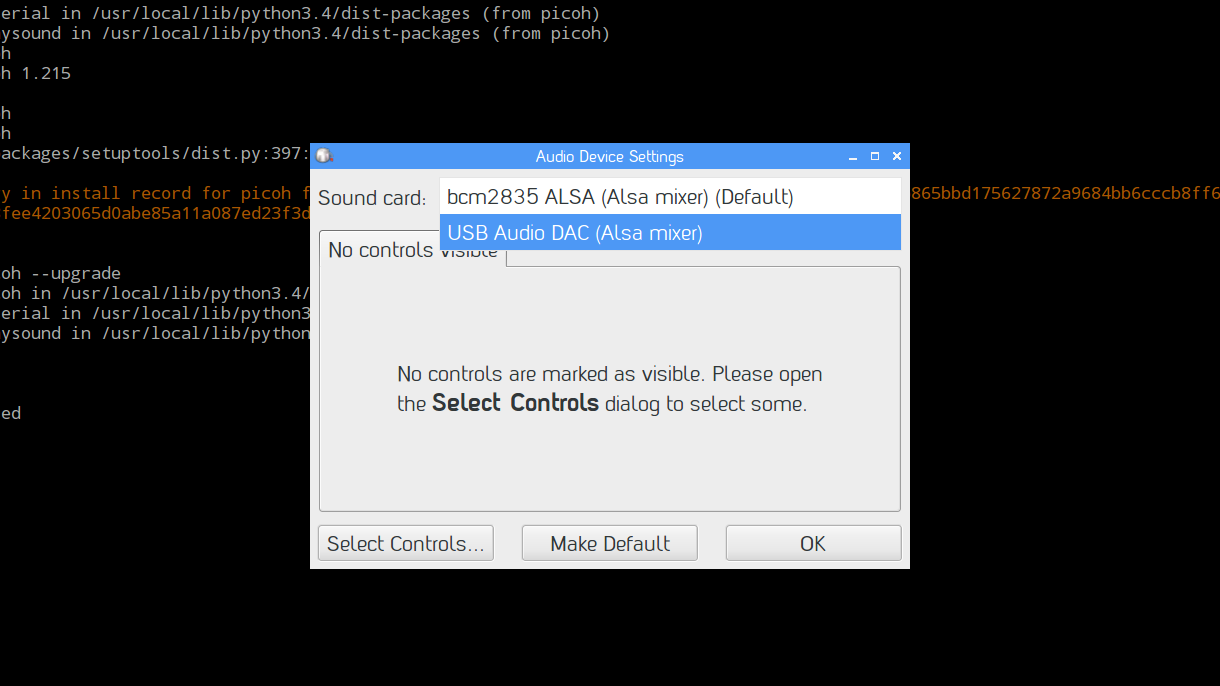 erial in /usr/local/lib/python3.4/dist-packages (from picoh)
ysound in /usr/local/lib/python3.4/dist-packages (from picoh)
h
h 1.215
h
h
ackages/setuptools/dist.py:397:
y in install record for picoh f
865bbd175627872a9684bb6cccb8ff6
fee4203065d0abe85a11a087ed23f3d
oh --upgrade
oh in /usr/local/lib/python3.4/
erial in /usr/local/lib/python3
ysound in /usr/local/lib/python
ed
Audio Device Settings
Sound card: bcm2835 ALSA (Alsa mixer) (Default)
USB Audio DAC (Alsa mixer)
No controls visible
No controls are marked as visible. Please open
the Select Controls dialog to select some.
Select Controls... Make Default OK